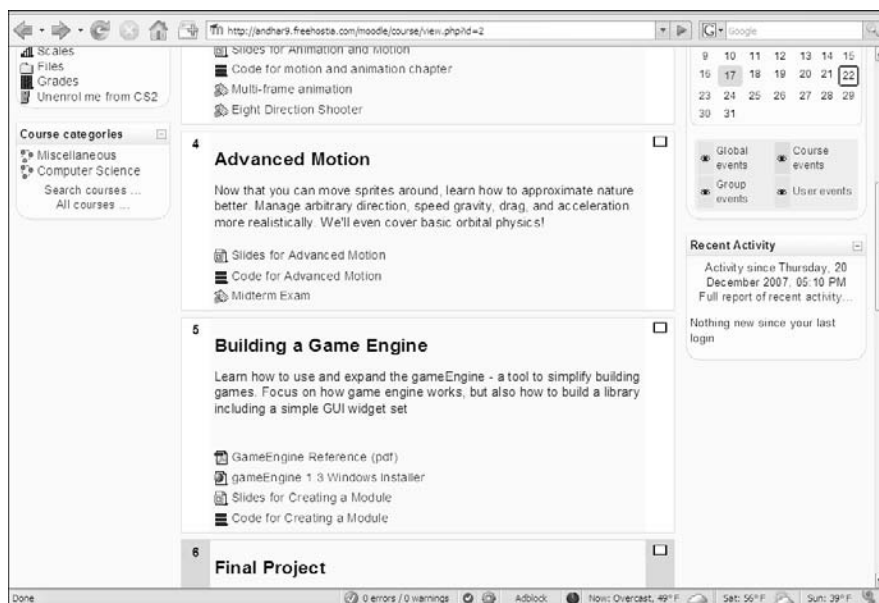 http://andhar9.freehostia.com/moodle/course/view.php?id=2
G
Google
Scales
Files
Grades
Unenrol me from CS2
Course categories
Miscellaneous
Computer Science
Search courses ...
All courses ...
Slides for Animation and Motion
Code for motion and animation chapter
Multi-frame animation
Eight Direction Shooter
4
Advanced Motion
Now that you can move sprites around, learn how to approximate nature
better. Manage arbitrary direction, speed gravity, drag, and acceleration
more realistically. We'll even cover basic orbital physics!
Slides for Advanced Motion
Code for Advanced Motion
Midterm Exam
5
Building a Game Engine
Learn how to use and expand the gameEngine - a tool to simplify building
games. Focus on how game engine works, but also how to build a library
including a simple GUI widget set
GameEngine Reference (pdf)
gameEngine 1.3 Windows Installer
Slides for Creating a Module
Code for Creating a Module
6
Final Project
9 10 11 12 13 14 15
16 17 18 19 20 21 22
23 24 25 26 27 28 29
30 31
Global events
Course events
Group events
User events
Recent Activity
Activity since Thursday, 20
December 2007, 05:10 PM
Full report of recent activity...
Nothing new since your last
login
Done
0 errors / 0 warnings
Adblock
Now: Overcast, 49° F
Sat: 56° F
Sun: 39° F